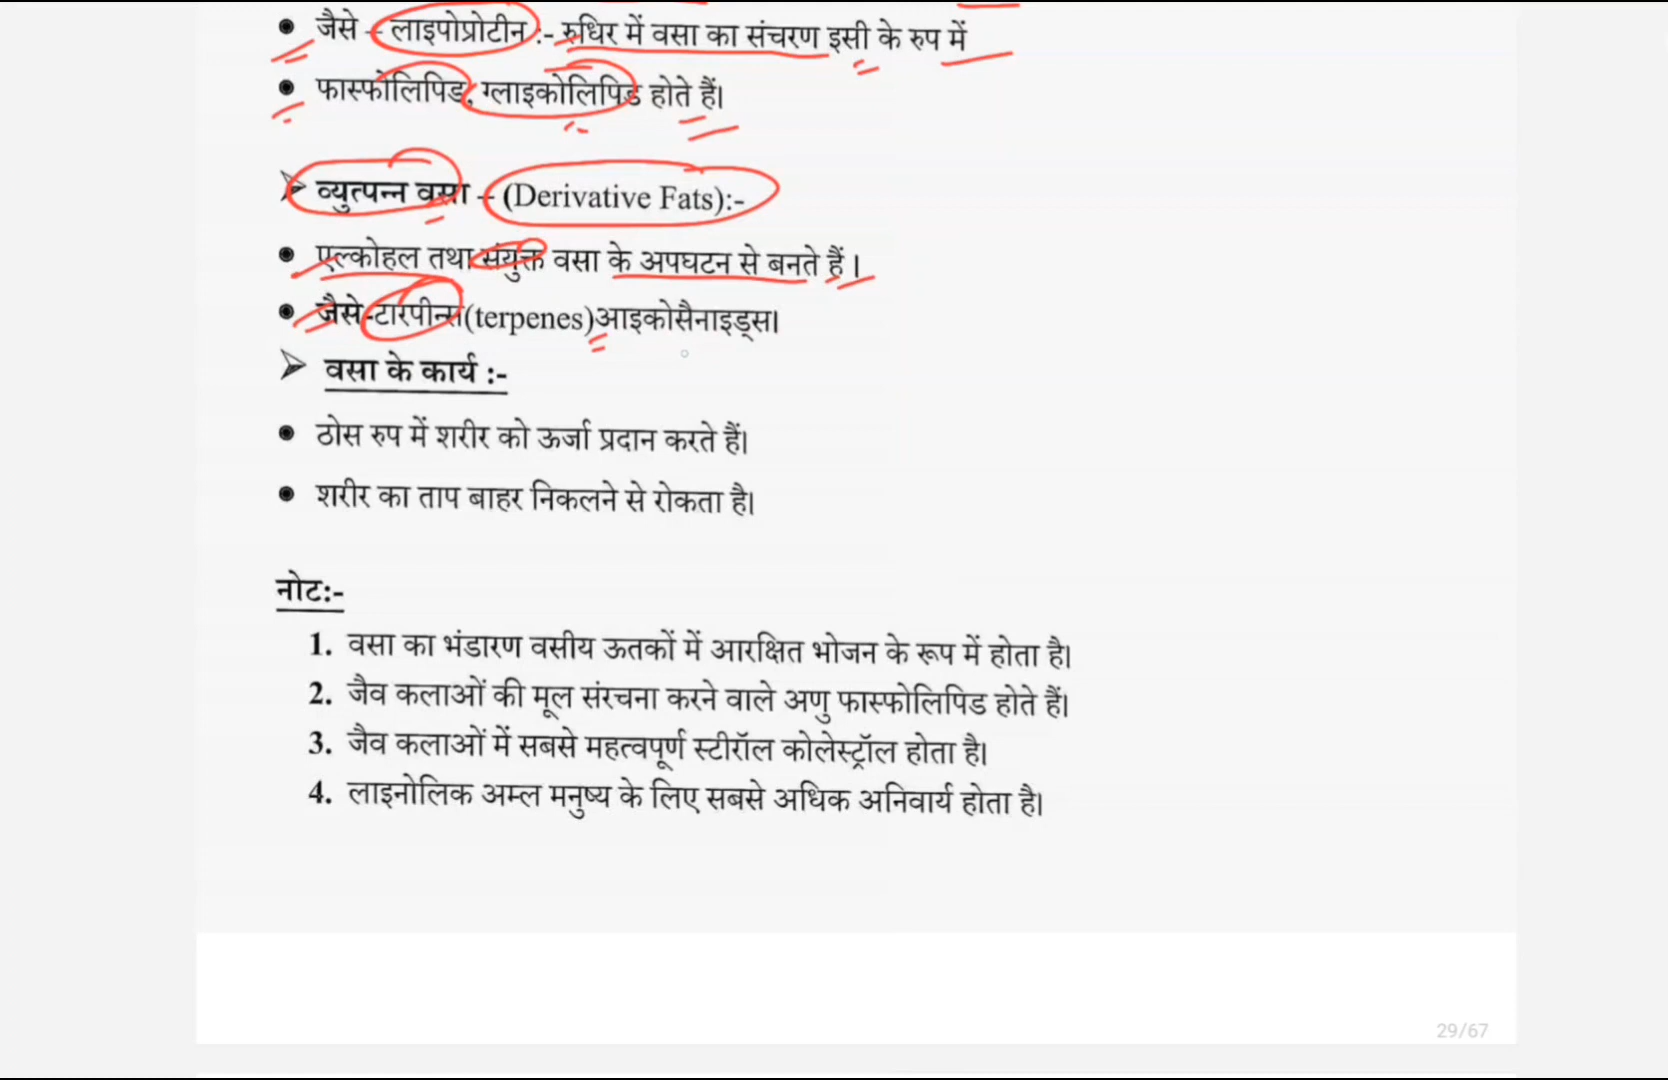 जैसे – लाइपोप्रोटीन :- रुधिर में वसा का संचरण इसी के रुप में
फास्फोलिपिड, ग्लाइकोलिपिड होते हैं।
व्युत्पन्न वसा – (Derivative Fats):-
एल्कोहल तथा संयुक्त वसा के अपघटन से बनते हैं ।
जैसे-टारपीन्स(terpenes)आइकोसैनाइड्स।
वसा के कार्य :-
ठोस रुप में शरीर को ऊर्जा प्रदान करते हैं।
शरीर का ताप बाहर निकलने से रोकता है।
नोट:-
1. वसा का भंडारण वसीय ऊतकों में आरक्षित भोजन के रूप में होता है।
2. जैव कलाओं की मूल संरचना करने वाले अणु फास्फोलिपिड होते हैं।
3. जैव कलाओं में सबसे महत्वपूर्ण स्टीरॉल कोलेस्ट्रॉल होता है।
4. लाइनोलिक अम्ल मनुष्य के लिए सबसे अधिक अनिवार्य होता है।
29/67